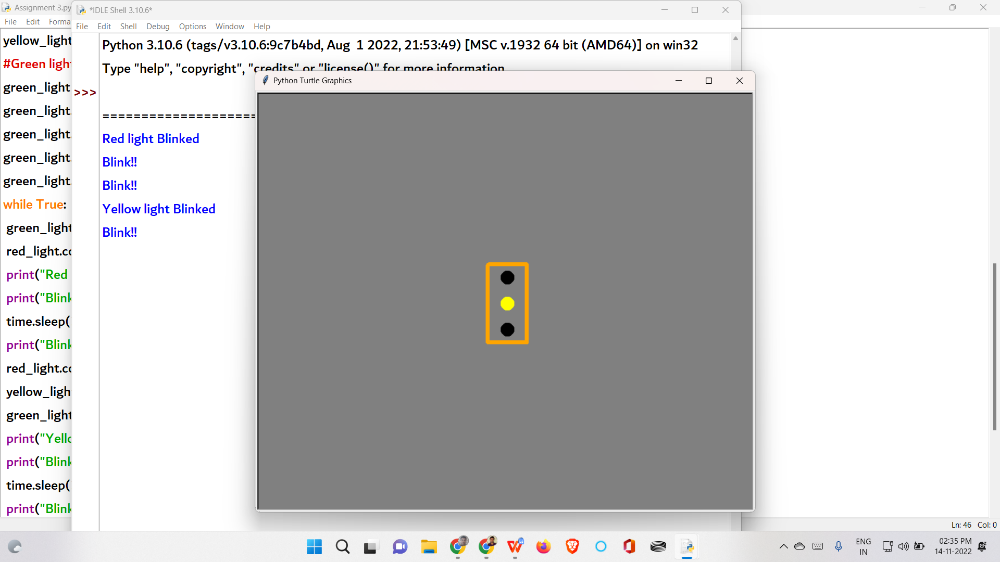 Assignment 3.py
File Edit Forma
yellow_light
#Green light
green_light
green_light.
green_light.
green_light.
green_light.
while True:
green_light
red_light.co
print("Red
print("Blink
time.sleep(
print("Blink
red_light.co
yellow_light
green_light
print("Yello
print("Blink
time.sleep(
print("Blink
*IDLE Shell 3.10.6*
File Edit Shell Debug Options Window Help
Python 3.10.6 (tags/v3.10.6:9c7b4bd, Aug 1 2022, 21:53:49) [MSC v.1932 64 bit (AMD64)] on win32
Type "help", "copyright", "credits" or "license()" for more information
>>>
====================
Red light Blinked
Blink!!
Blink!!
Yellow light Blinked
Blink!!
Python Turtle Graphics
Ln: 46 Col: 0
ENG
IN
02:35 PM
14-11-2022